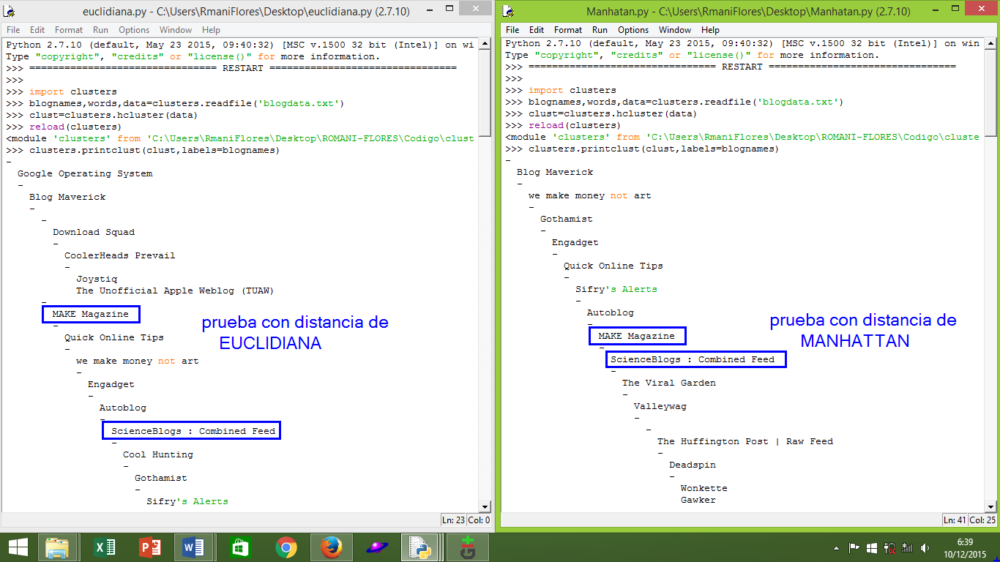 euclidiana.py - C:\Users\RmaniFlores\Desktop\euclidiana.py (2.7.10)
File Edit Format Run Options Window Help
Python 2.7.10 (default, May 23 2015, 09:40:32) [MSC v.1500 32 bit (Intel)] on wi
Type "copyright", "credits" or "license()" for more information.
>>> ================================ RESTART ================================
>>>
>>> import clusters
>>> blognames,words,data=clusters.readfile('blogdata.txt')
>>> clust=clusters.hcluster(data)
>>> reload(clusters)
<module 'clusters' from 'C:\Users\RmaniFlores\Desktop\ROMANI-FLORES\Codigo\clust
>>> clusters.printclust(clust,labels=blognames)
-
Google Operating System
-
Blog Maverick
-
-
Download Squad
-
CoolerHeads Prevail
-
Joystiq
The Unofficial Apple Weblog (TUAW)
-
MAKE Magazine
-
Quick Online Tips
-
we make money not art
-
Engadget
-
Autoblog
-
ScienceBlogs : Combined Feed
-
Cool Hunting
-
Gothamist
-
Sifry's Alerts
prueba con distancia de
EUCLIDIANA
Ln: 23 Col: 0
Manhatan.py - C:\Users\RmaniFlores\Desktop\Manhatan.py (2.7.10)
File Edit Format Run Options Window Help
Python 2.7.10 (default, May 23 2015, 09:40:32) [MSC v.1500 32 bit (Intel)] on win
Type "copyright", "credits" or "license()" for more information.
>>> ================================ RESTART ================================
>>>
>>> import clusters
>>> blognames,words,data=clusters.readfile('blogdata.txt')
>>> clust=clusters.hcluster(data)
>>> reload(clusters)
<module 'clusters' from 'C:\Users\RmaniFlores\Desktop\ROMANI-FLORES\Codigo\cluste
>>> clusters.printclust(clust,labels=blognames)
-
Blog Maverick
-
we make money not art
-
Gothamist
-
Engadget
-
Quick Online Tips
-
Sifry's Alerts
-
Autoblog
-
MAKE Magazine
-
ScienceBlogs : Combined Feed
-
The Viral Garden
-
Valleywag
-
-
The Huffington Post | Raw Feed
-
Deadspin
-
Wonkette
Gawker
prueba con distancia de
MANHATTAN
Ln: 41 Col: 25
6:39
10/12/2015